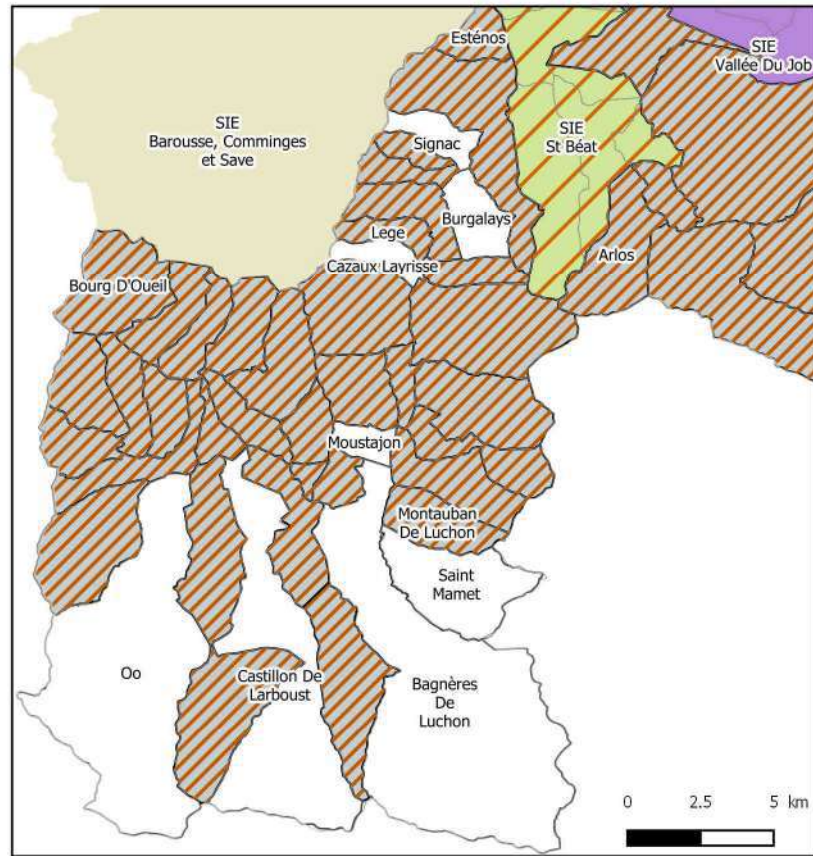 Esténos
SIE
Vallée Du Job
SIE
Barousse, Comminges
et Save
SIE
St Béat
Signac
Burgalays
Lege
Cazaux Layrisse
Arlos
Bourg D'Oueil
Moustajon
Montauban
De Luchon
Saint
Mamet
Oo
Castillon De
Larboust
Bagnères
De
Luchon
0 2.5 5 km